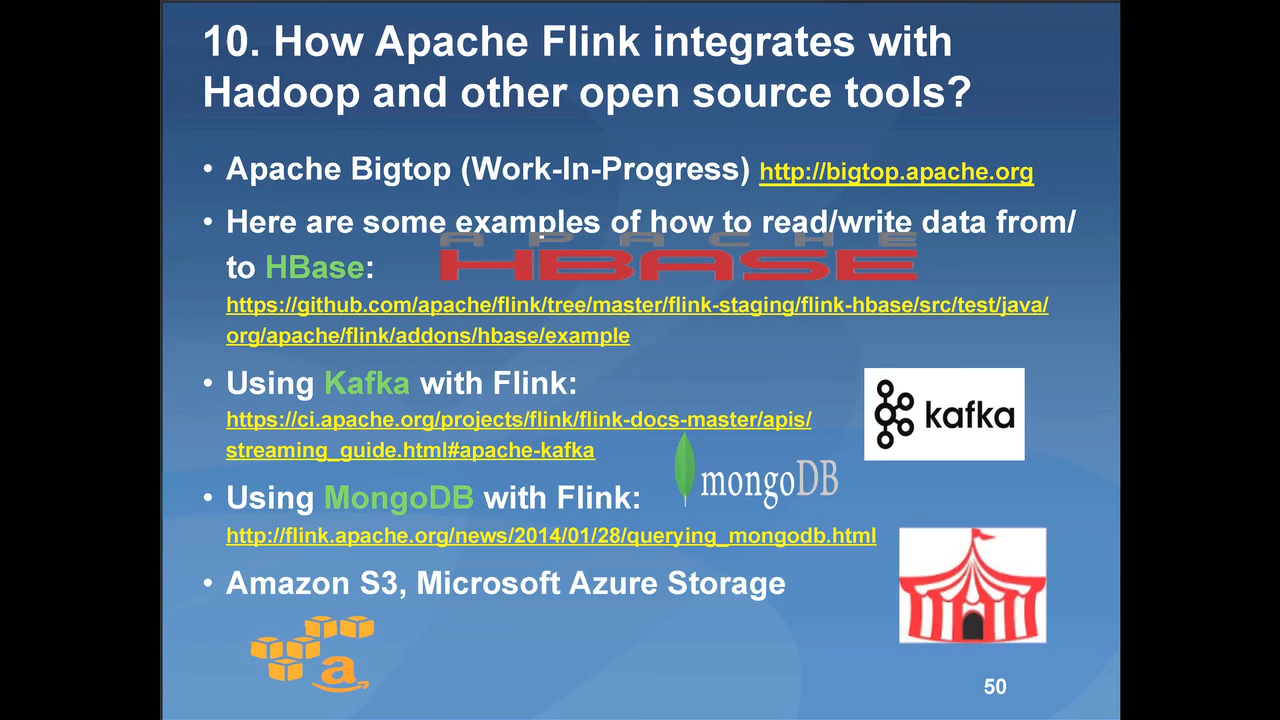 10. How Apache Flink integrates with
Hadoop and other open source tools?
• Apache Bigtop (Work-In-Progress) http://bigtop.apache.org
• Here are some examples of how to read/write data from/
to HBase:
APACHE
HBASE
https://github.com/apache/flink/tree/master/flink-staging/flink-hbase/src/test/java/
org/apache/flink/addons/hbase/example
• Using Kafka with Flink:
kafka
https://ci.apache.org/projects/flink/flink-docs-master/apis/
streaming_guide.html#apache-kafka
mongoDB
• Using MongoDB with Flink:
http://flink.apache.org/news/2014/01/28/querying_mongodb.html
• Amazon S3, Microsoft Azure Storage
a
50